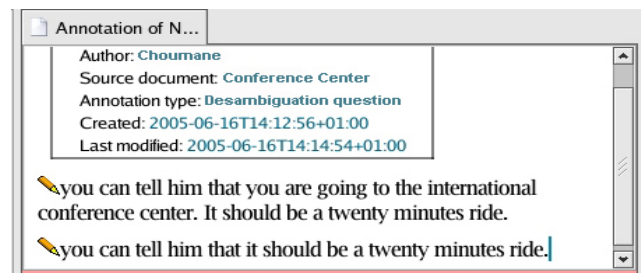 Annotation of N...
Author: Choumane
Source document: Conference Center
Annotation type: Desambiguation question
Created: 2005-06-16T14:12:56+01:00
Last modified: 2005-06-16T14:14:54+01:00
you can tell him that you are going to the international
conference center. It should be a twenty minutes ride.
you can tell him that it should be a twenty minutes ride.